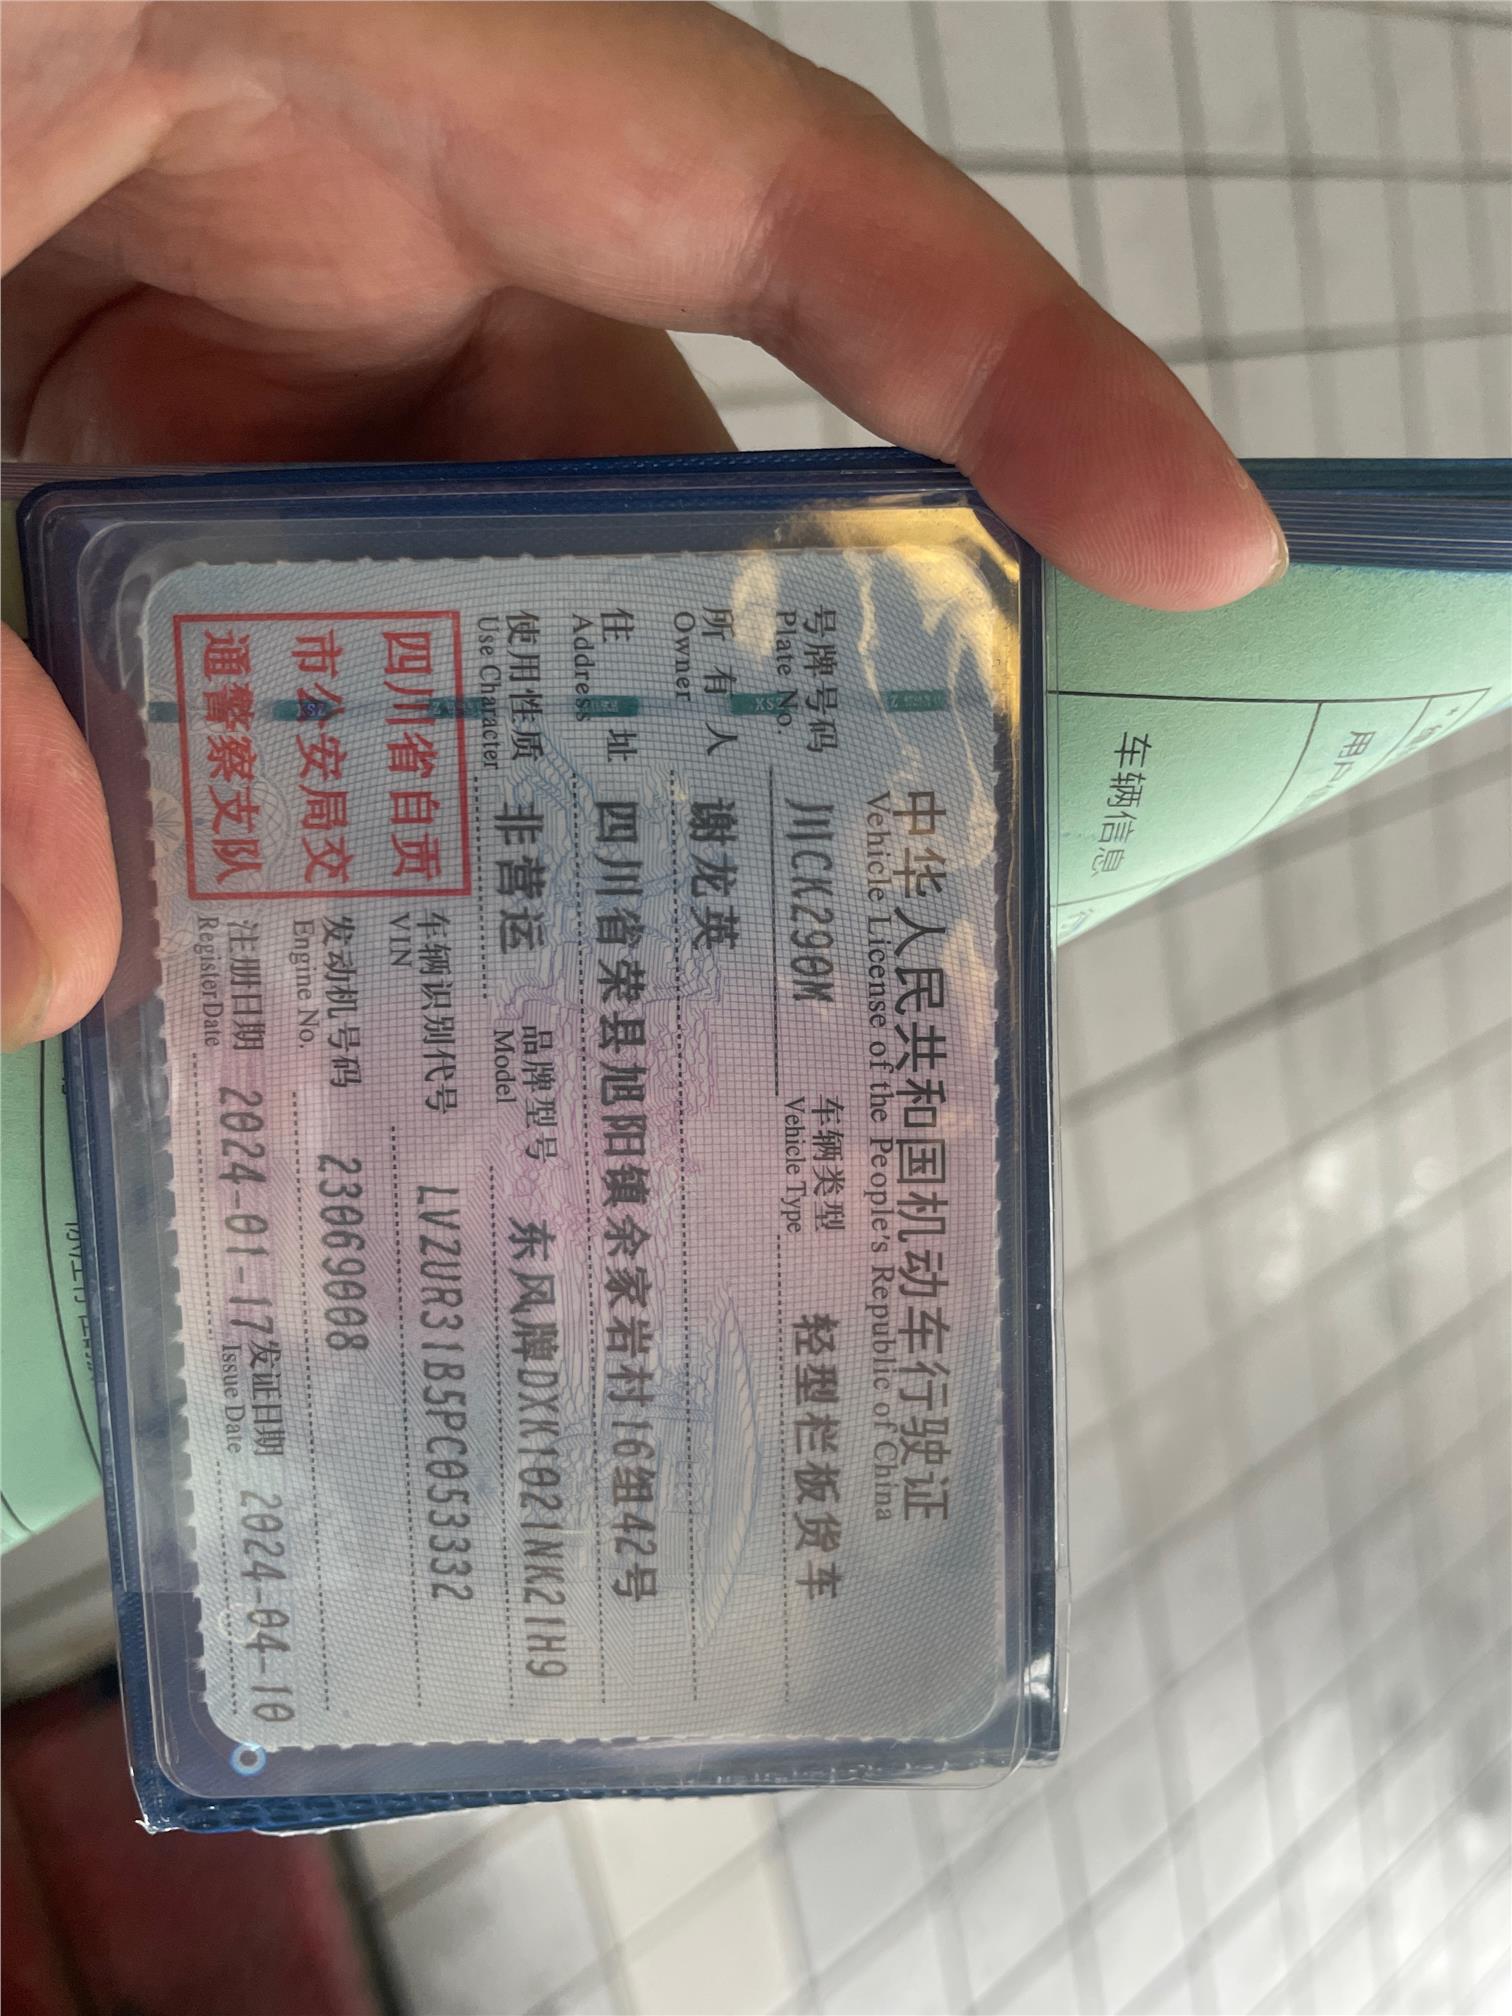 中华人民共和国机动车行驶证
Vehicle License of the People's Republic of China
号牌号码 川CK290M 车辆类型 轻型栏板货车
Plate No. Vehicle Type
所有人 谢龙英
Owner
住址 四川省荣县旭阳镇余家岩村16组42号
Address
使用性质 非营运 品牌型号 东风牌DXK1021NK21H9
Use Character Model
四川省自贡
市公安局交
通警察支队
车辆识别代号 LVZUR31B5PC053332
VIN
发动机号码 23069008
Engine No.
注册日期 2024-01-17 发证日期 2024-04-10
RegisterDate Issue Date
车辆信息
用户